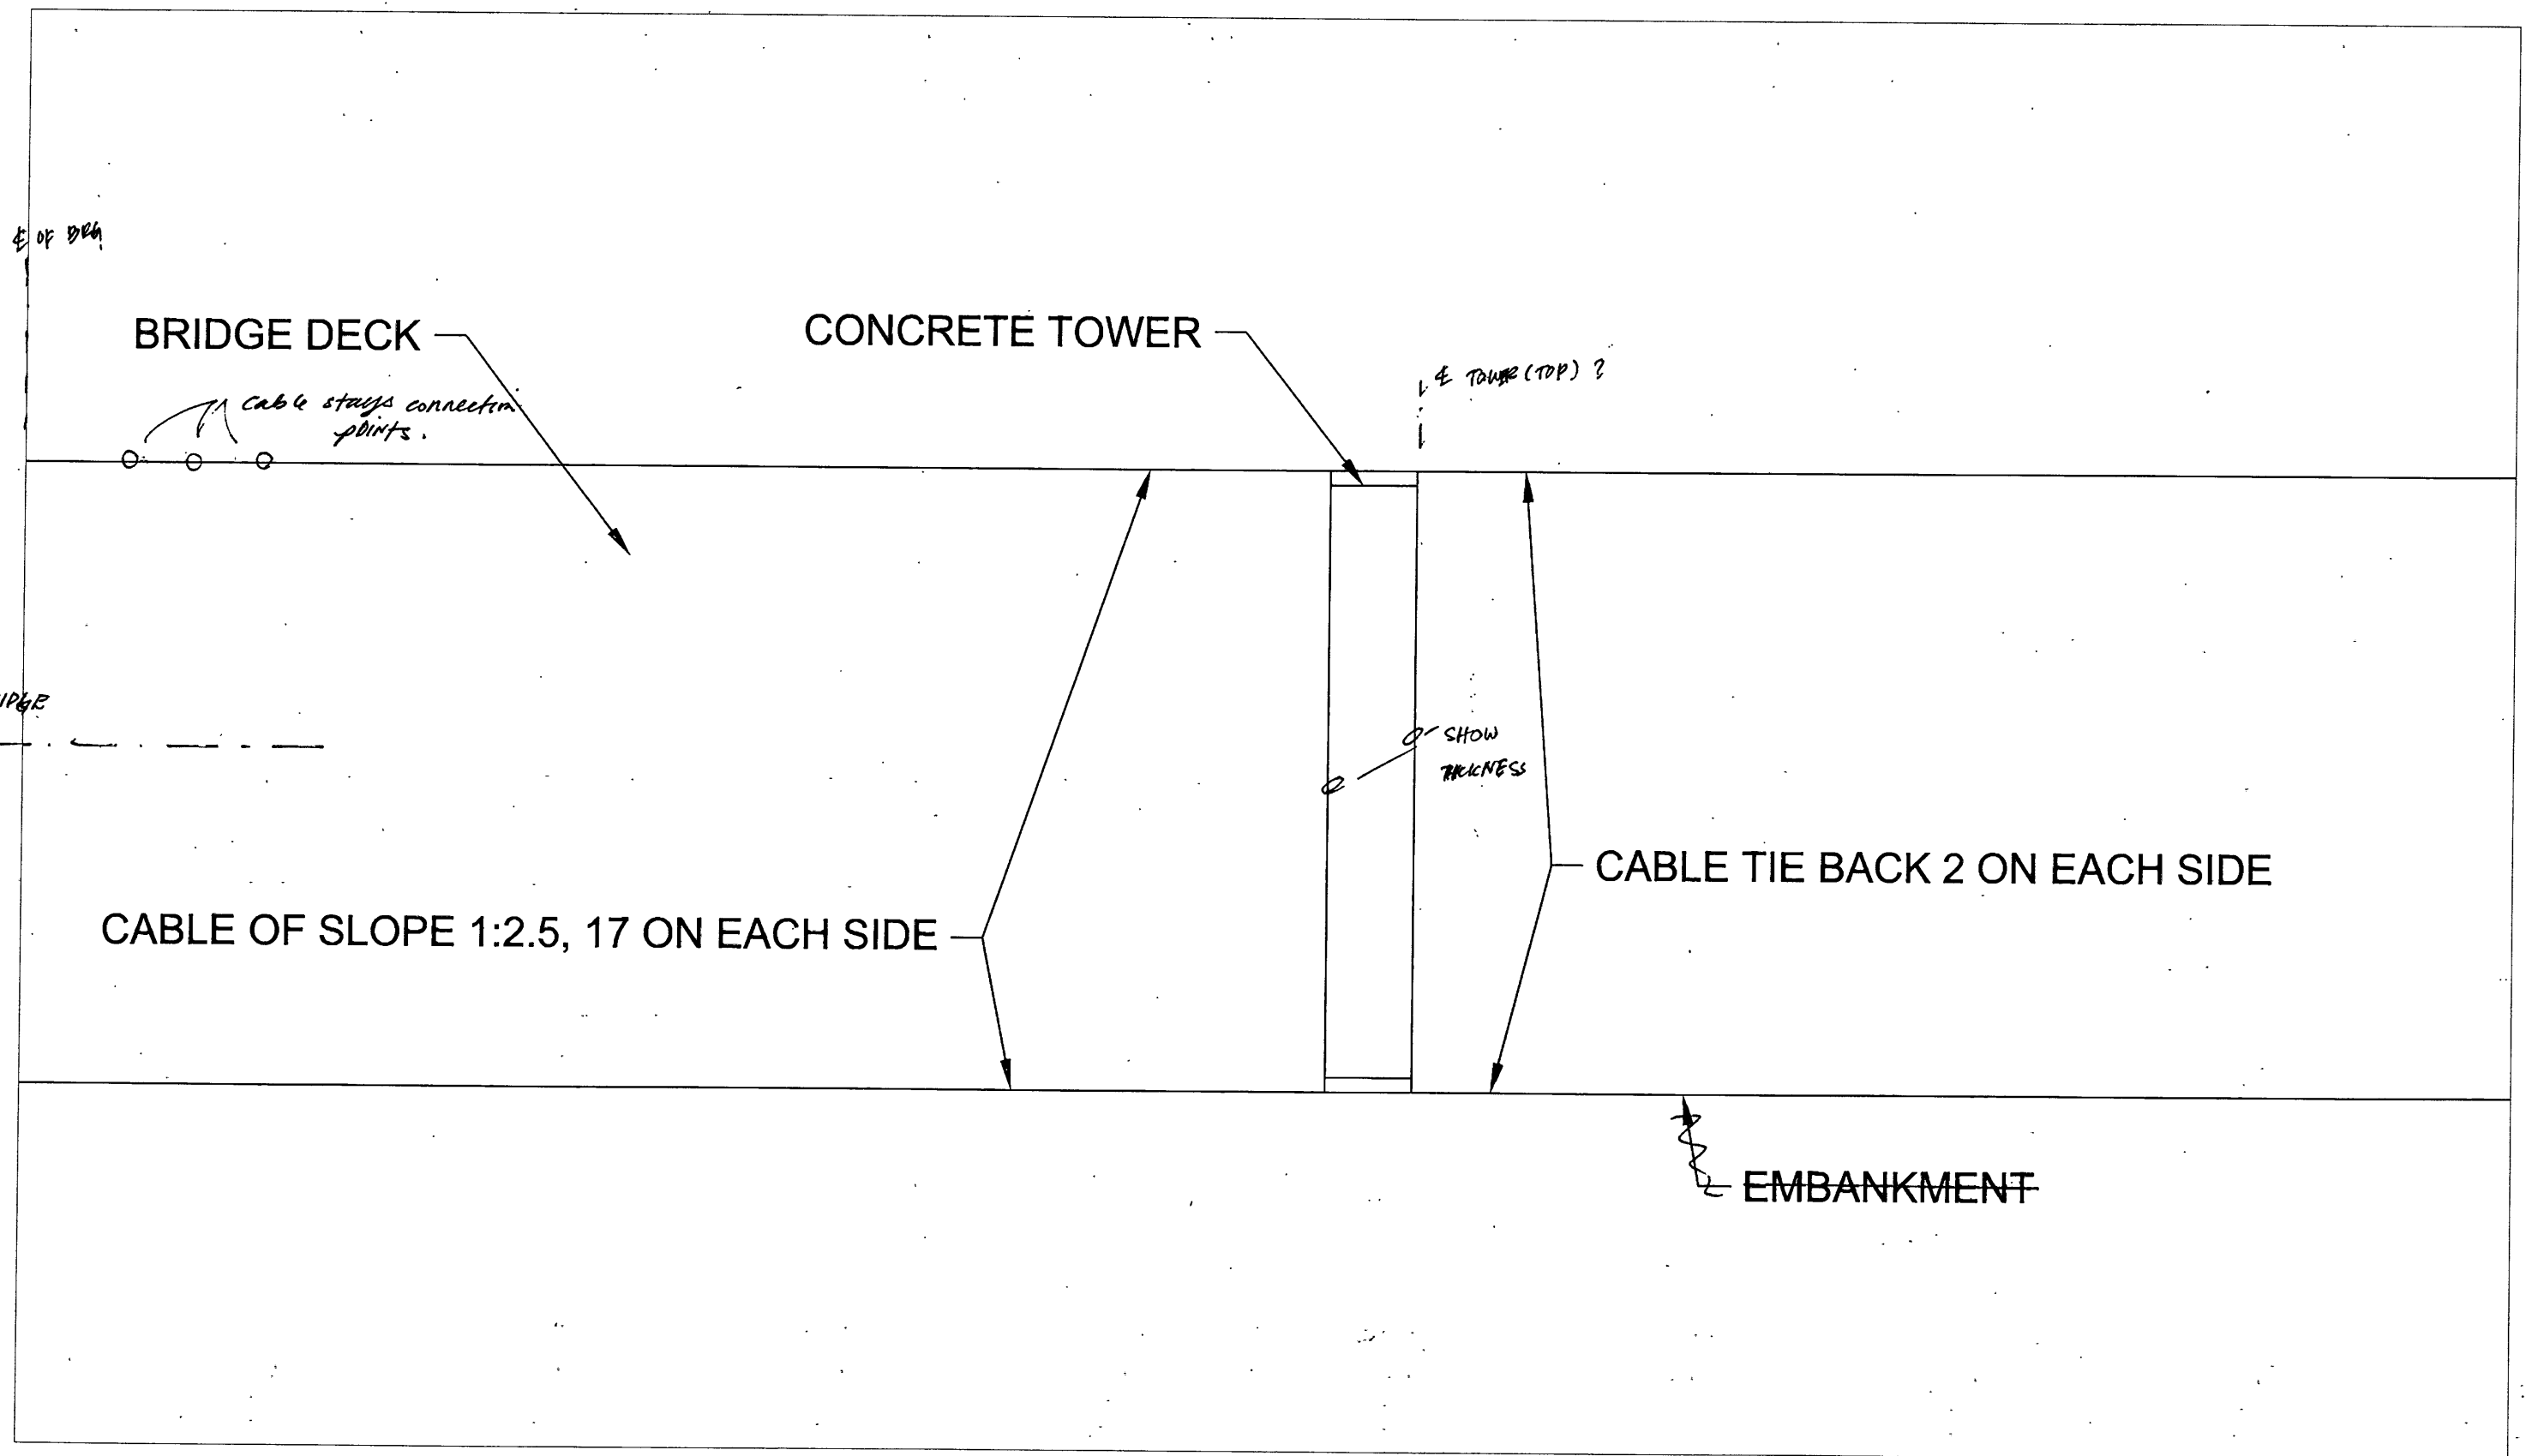 ℄ OF BRG
BRIDGE DECK
CONCRETE TOWER
℄ TOWER (TOP) ?
cable stays connection
points.
SHOW
THICKNESS
CABLE TIE BACK 2 ON EACH SIDE
CABLE OF SLOPE 1:2.5, 17 ON EACH SIDE
EMBANKMENT